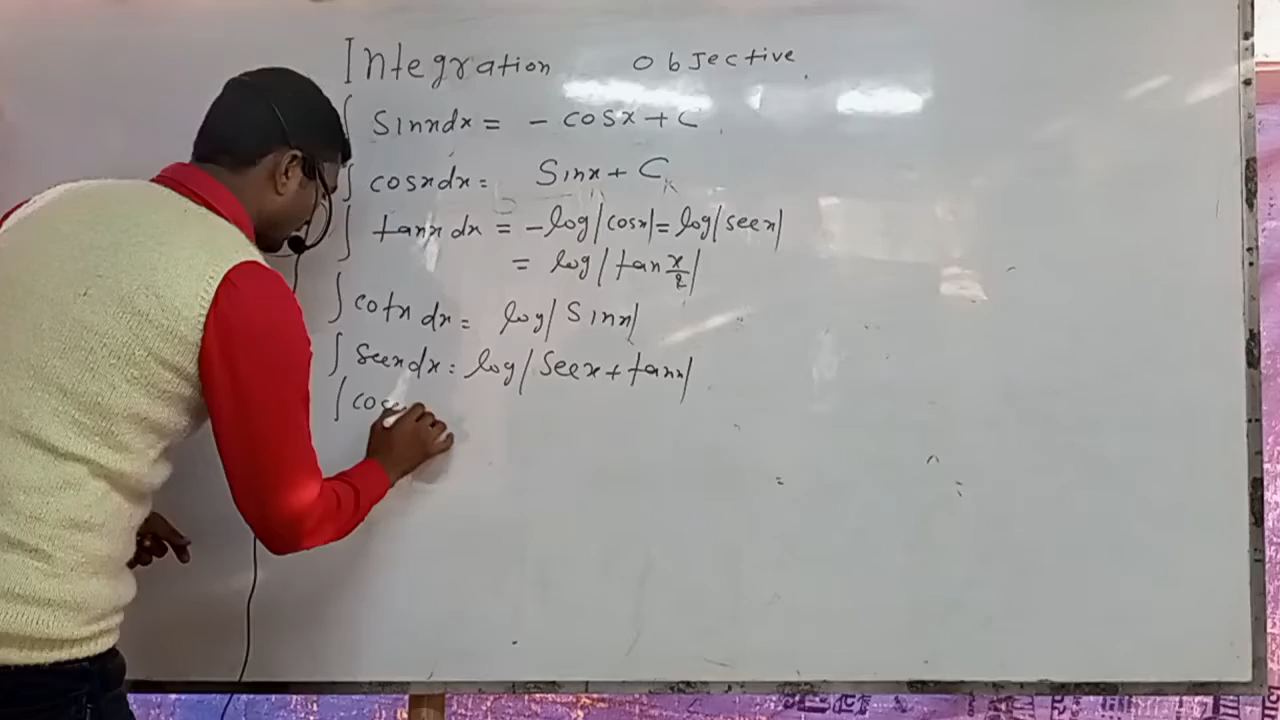 Integration objective
∫ sinx dx = - cosx + C
∫ cosx dx = Sinx + C
∫ tanx dx = -log|cosx| = log|secx|
= log|tan x/2|
∫ cotx dx = log|Sinx|
∫ secx dx = log|Secx + tanx|
∫ cose